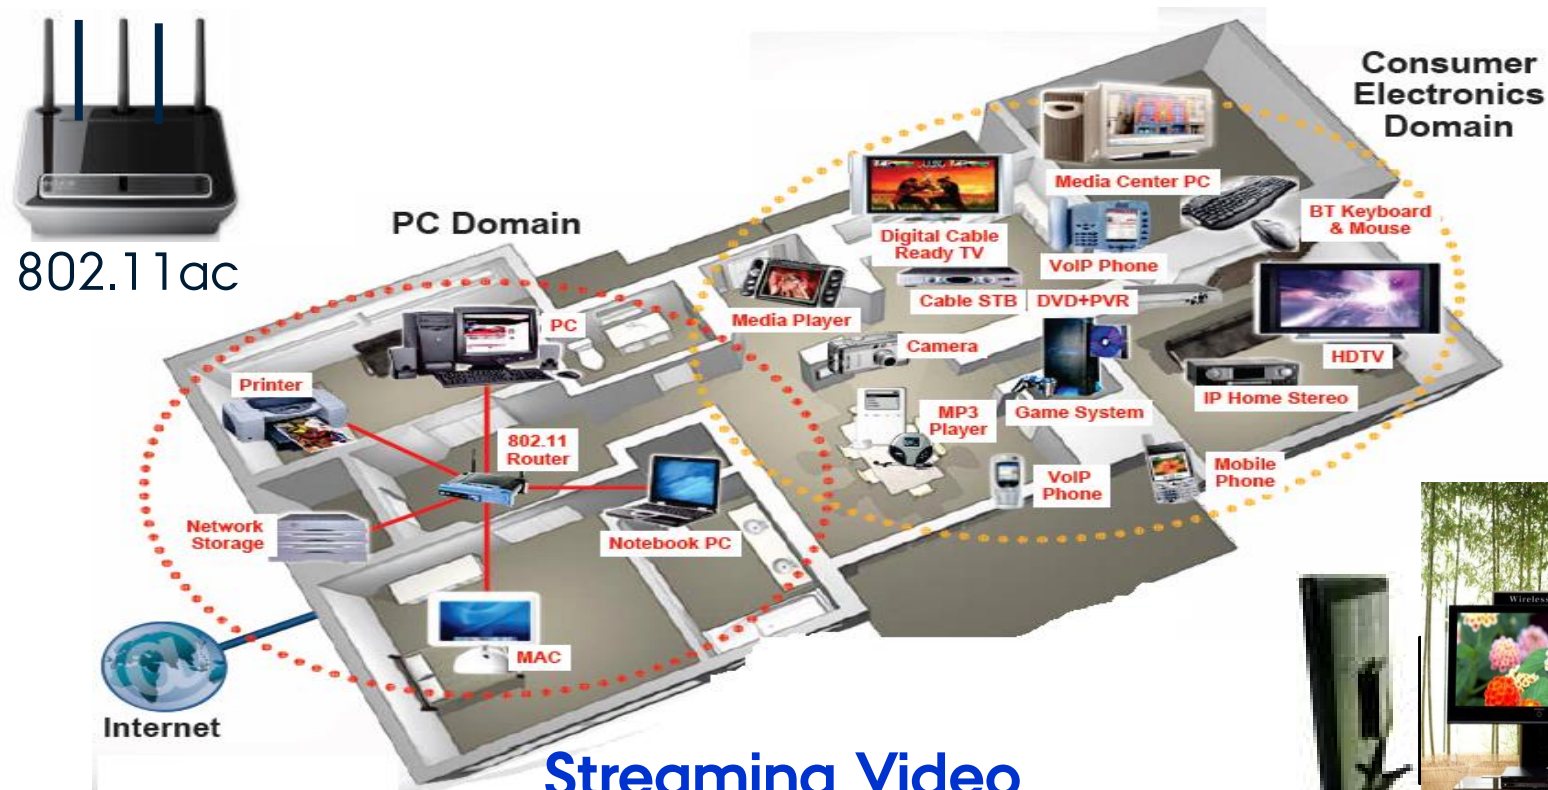 802.11ac
PC Domain
Consumer
Electronics
Domain
Media Center PC
Digital Cable
Ready TV
VoIP Phone
BT Keyboard
& Mouse
Cable STB
DVD+PVR
Media Player
PC
Camera
HDTV
Printer
IP Home Stereo
MP3
Player
Game System
802.11
Router
VoIP
Phone
Mobile
Phone
Network
Storage
Notebook PC
MAC
Internet
Streaming Video
Wireless